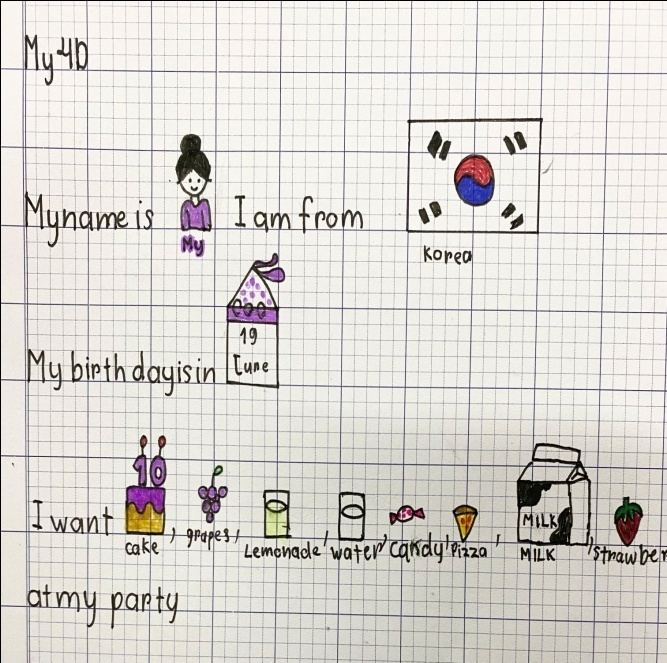 My 4D
My name is I am from
My
Korea
19
June
My birth day is in
10
MILK
I want
cake, grapes, Lemonade, water, candy, pizza, MILK, strawber
at my party